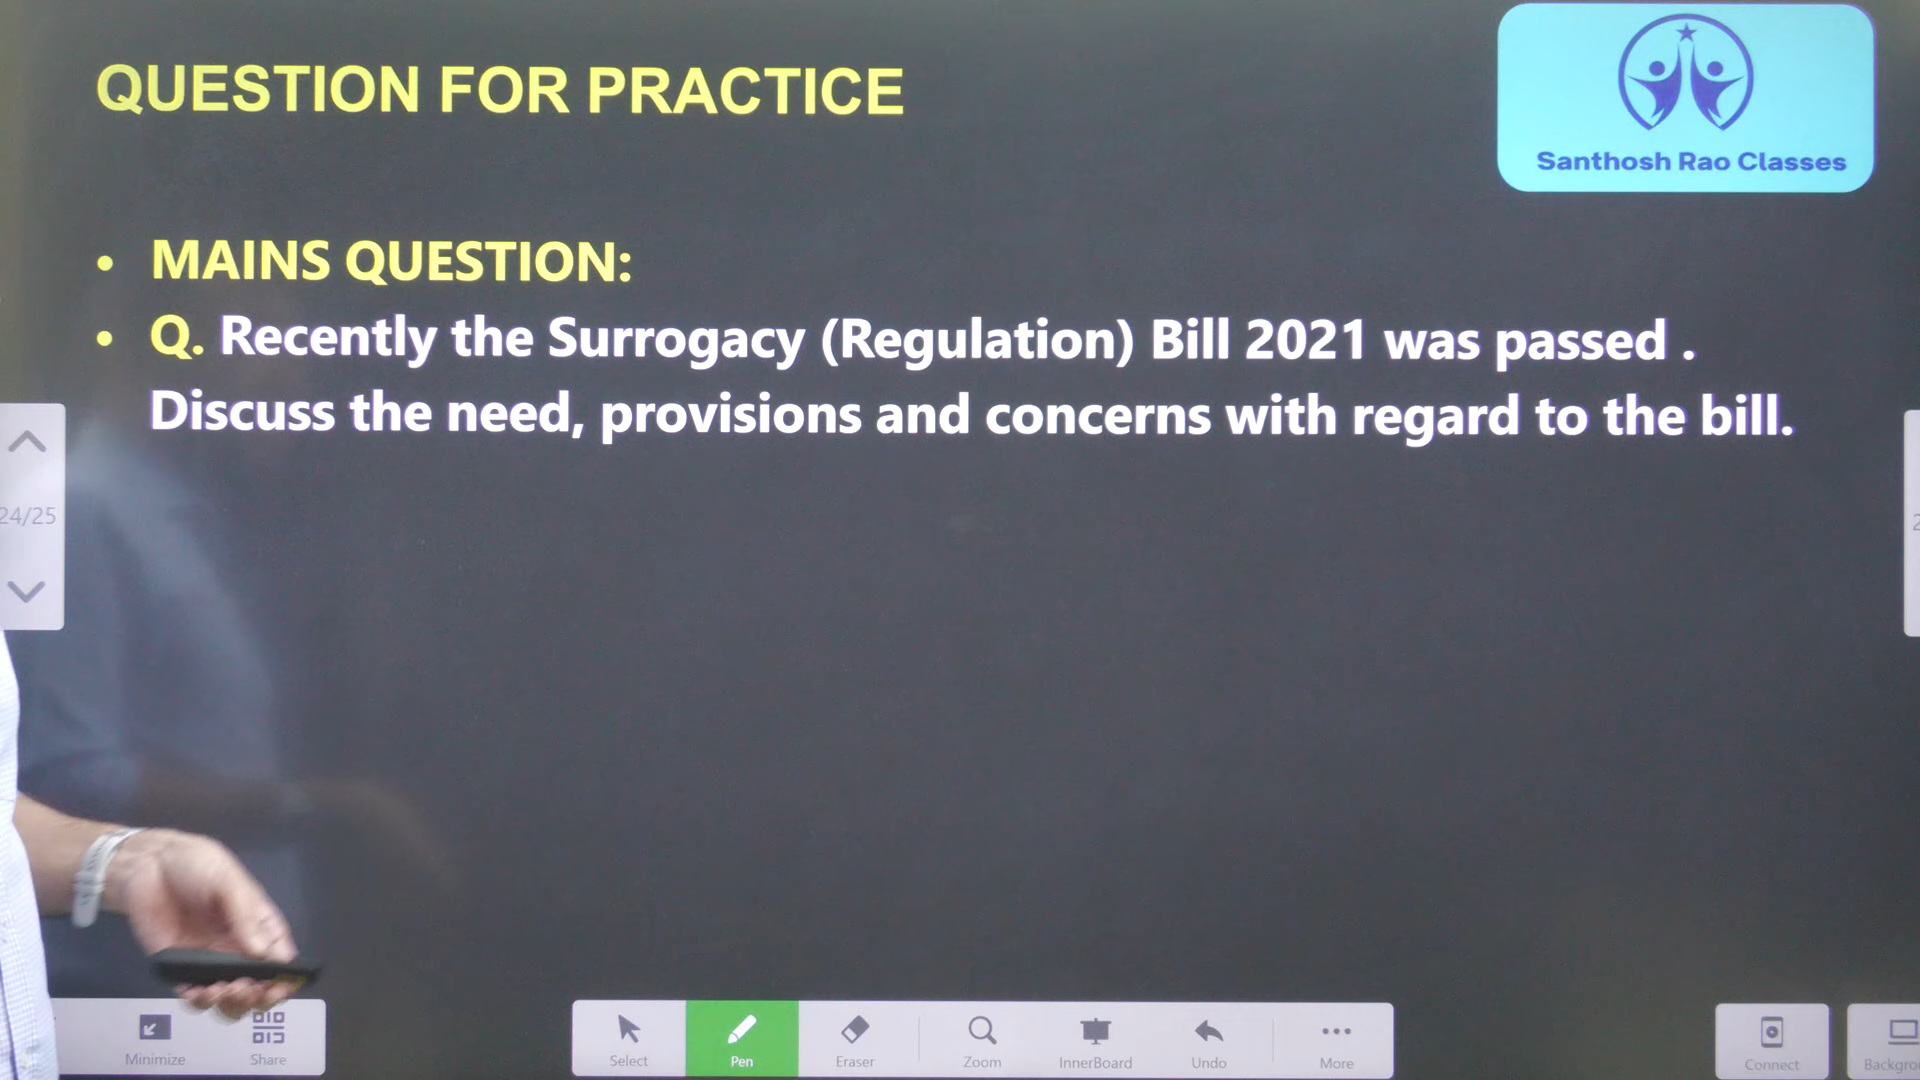 QUESTION FOR PRACTICE
Santhosh Rao Classes
• MAINS QUESTION:
• Q. Recently the Surrogacy (Regulation) Bill 2021 was passed .
Discuss the need, provisions and concerns with regard to the bill.
24/25
Minimize
Share
Select
Pen
Eraser
Zoom
InnerBoard
Undo
More
Connect